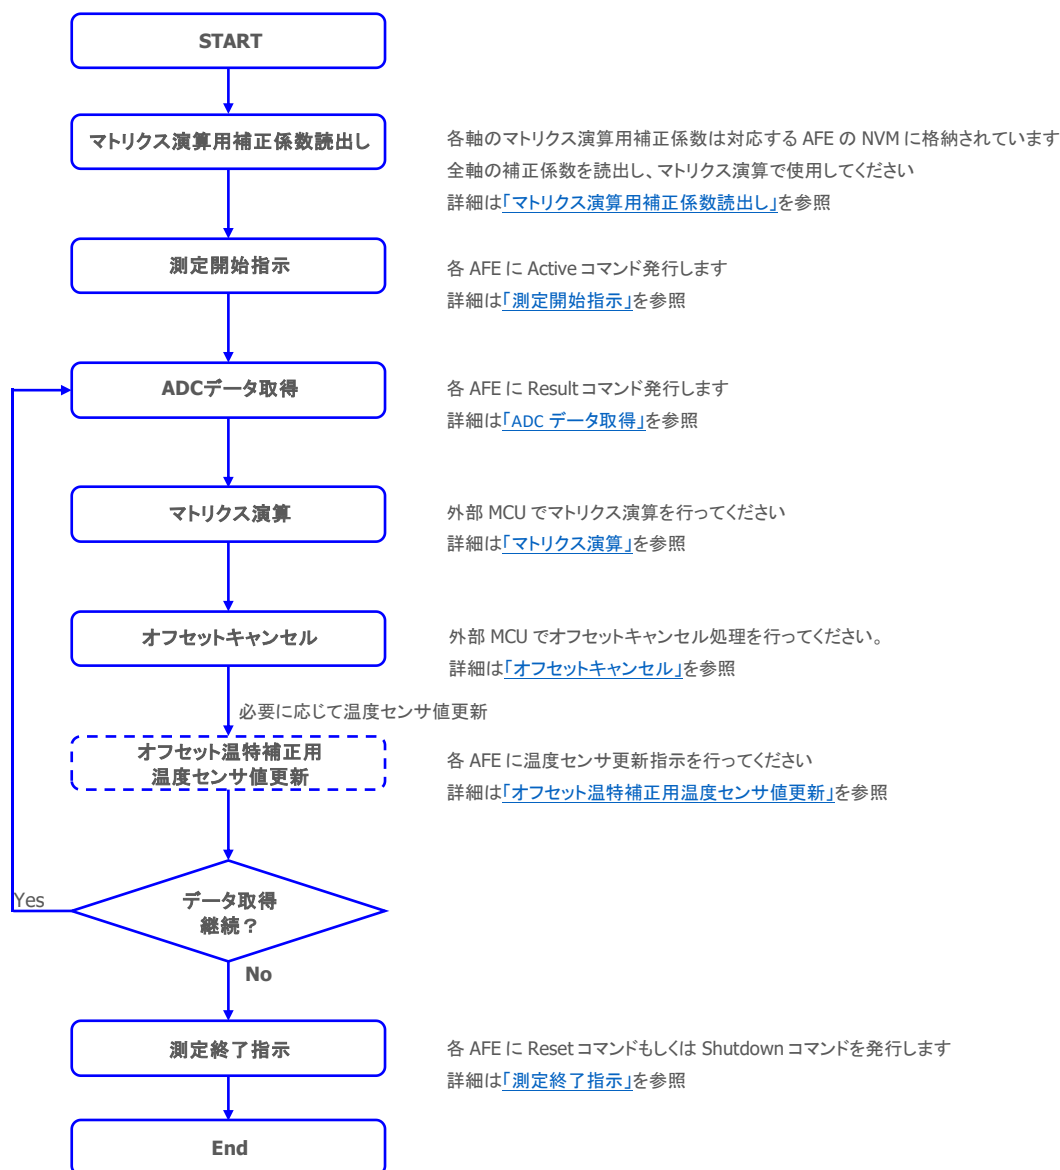 START
マトリクス演算用補正係数読出し
各軸のマトリクス演算用補正係数は対応する AFE の NVM に格納されています
全軸の補正係数を読出し、マトリクス演算で使用してください
詳細は「マトリクス演算用補正係数読出し」を参照
測定開始指示
各 AFE に Active コマンド発行します
詳細は「測定開始指示」を参照
ADCデータ取得
各 AFE に Result コマンド発行します
詳細は「ADC データ取得」を参照
マトリクス演算
外部 MCU でマトリクス演算を行ってください
詳細は「マトリクス演算」を参照
オフセットキャンセル
外部 MCU でオフセットキャンセル処理を行ってください。
詳細は「オフセットキャンセル」を参照
必要に応じて温度センサ値更新
オフセット温特補正用
温度センサ値更新
各 AFE に温度センサ更新指示を行ってください
詳細は「オフセット温特補正用温度センサ値更新」を参照
Yes
データ取得
継続？
No
測定終了指示
各 AFE に Reset コマンドもしくは Shutdown コマンドを発行します
詳細は「測定終了指示」を参照
End